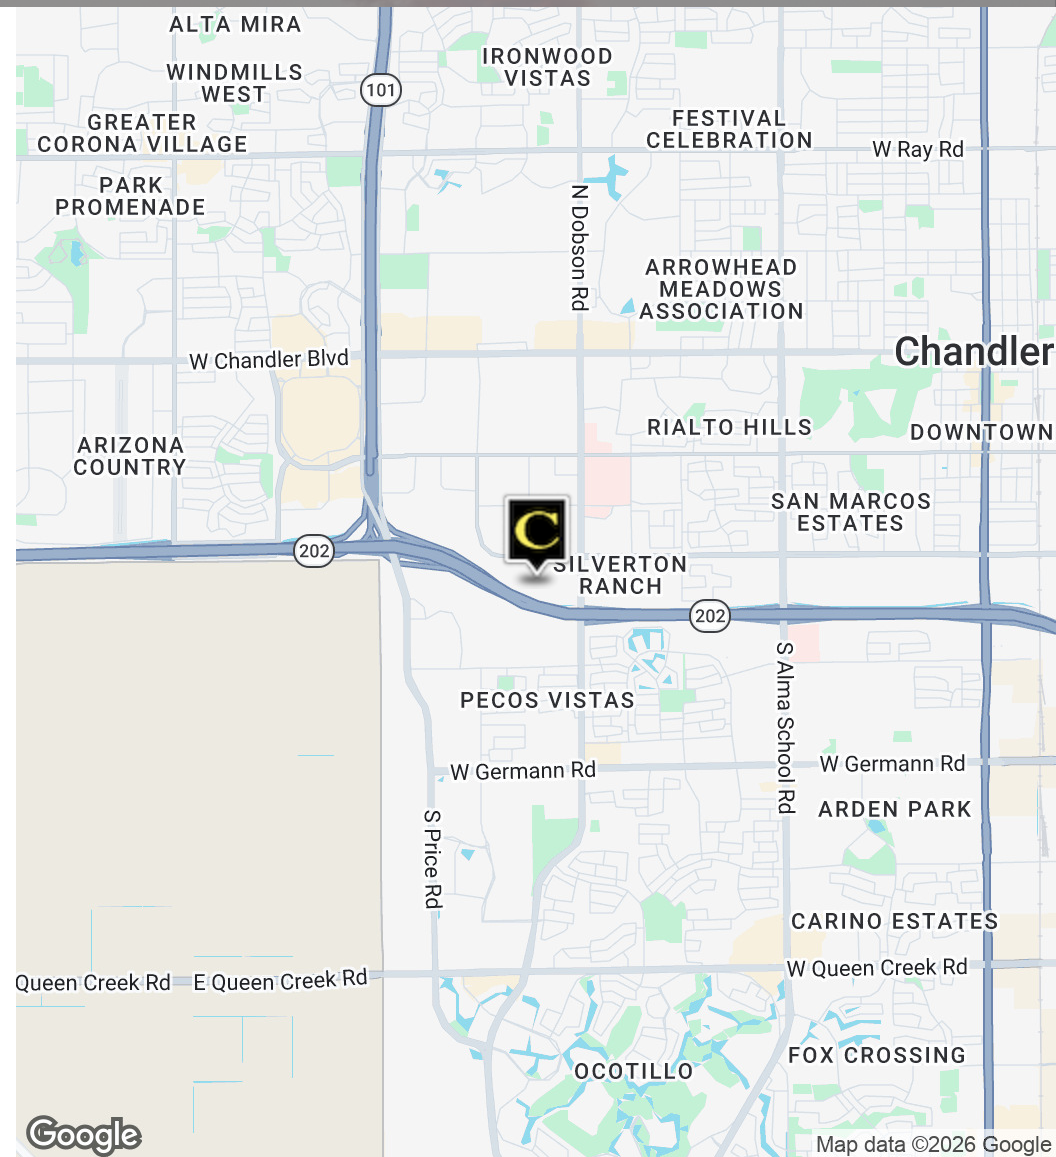 ALTA MIRA
IRONWOOD
VISTAS
WINDMILLS
WEST
101
GREATER
CORONA VILLAGE
FESTIVAL
CELEBRATION
W Ray Rd
PARK
PROMENADE
N Dobson Rd
ARROWHEAD
MEADOWS
ASSOCIATION
W Chandler Blvd
Chandler
RIALTO HILLS
DOWNTOWN
ARIZONA
COUNTRY
SAN MARCOS
ESTATES
C
202
SILVERTON
RANCH
202
S Alma School Rd
PECOS VISTAS
W Germann Rd
W Germann Rd
S Price Rd
ARDEN PARK
CARINO ESTATES
Queen Creek Rd
E Queen Creek Rd
W Queen Creek Rd
FOX CROSSING
OCOTILLO
Google
Map data ©2026 Google